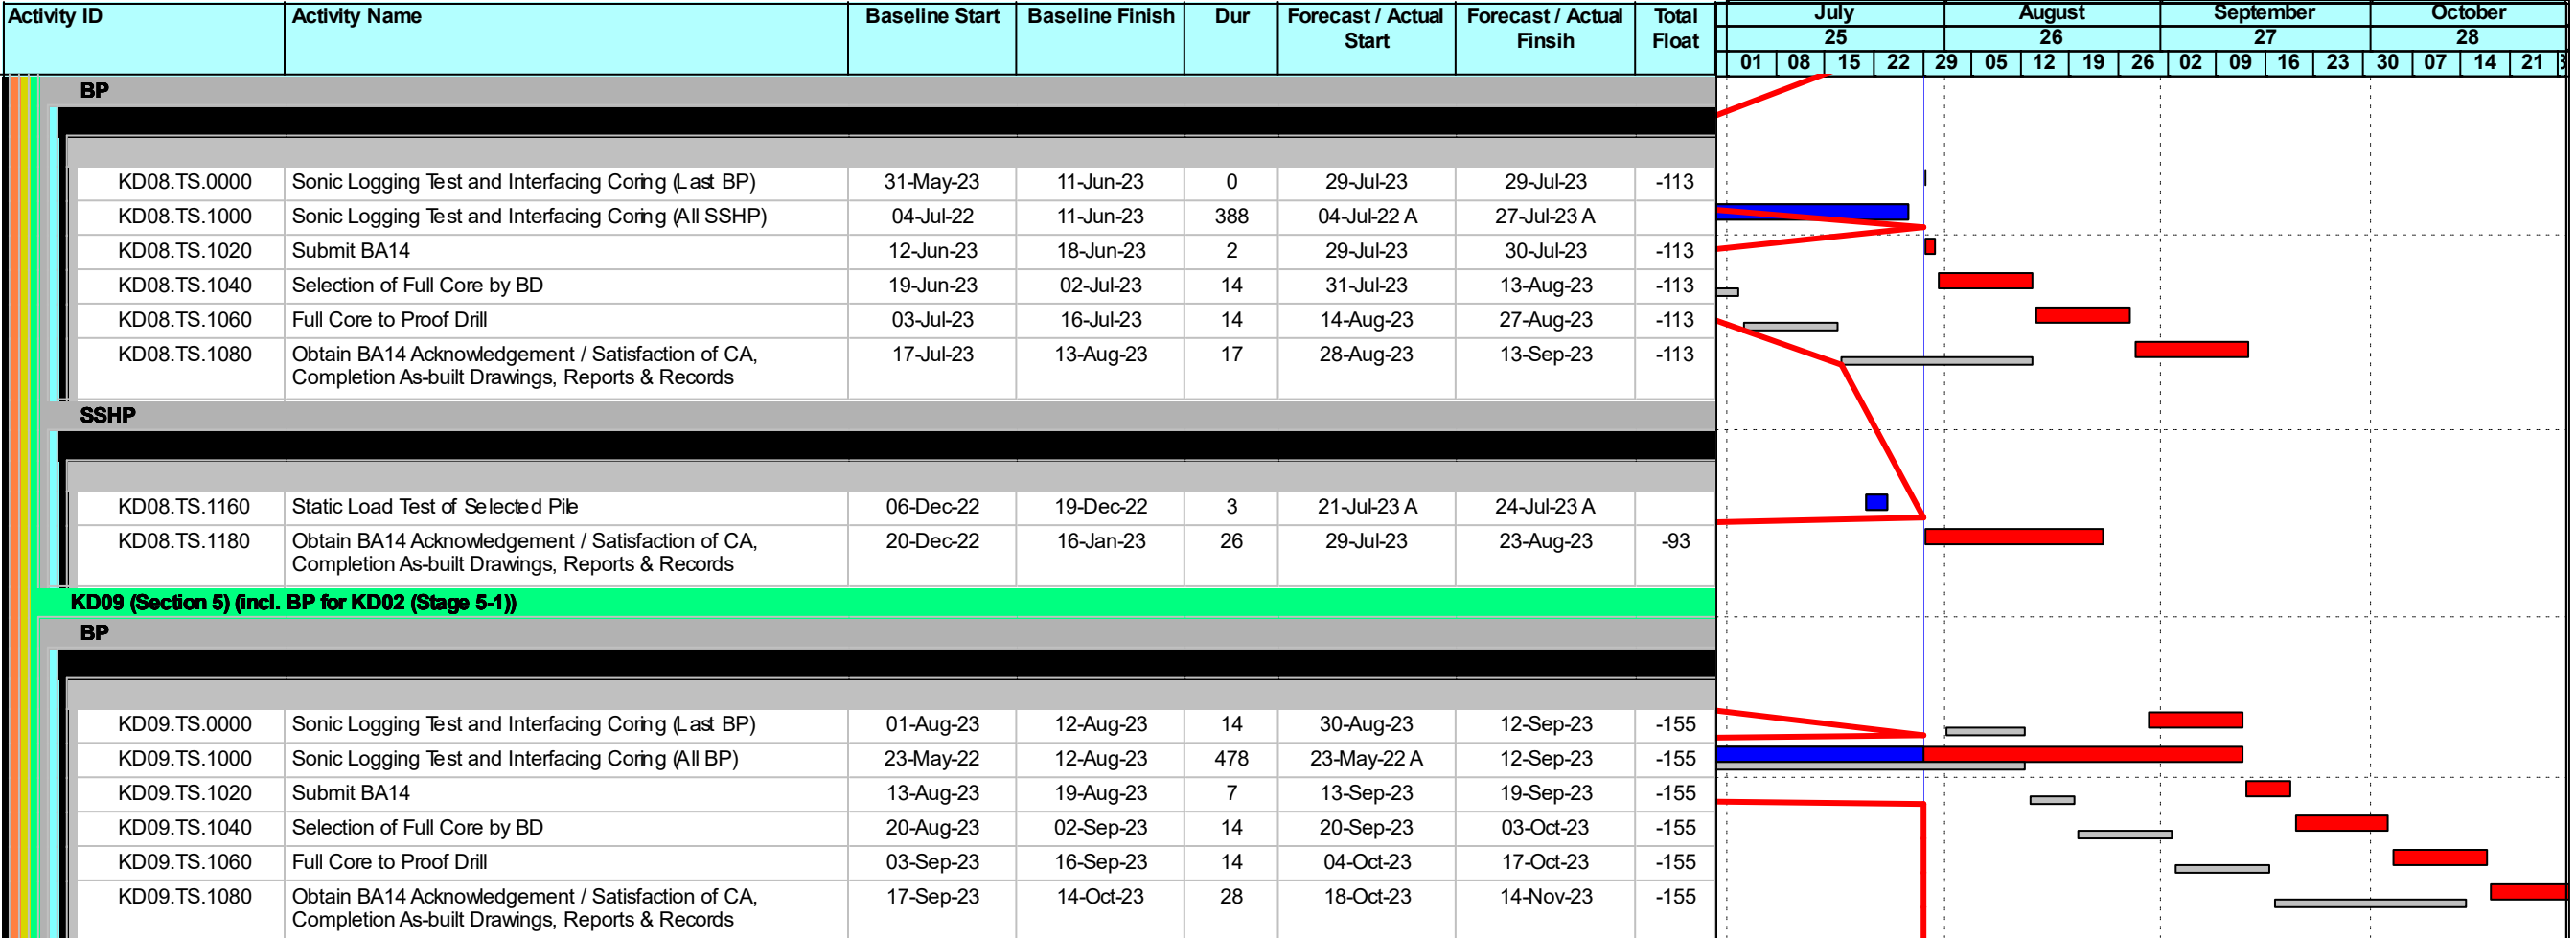 Activity ID Activity Name Baseline Start Baseline Finish Dur Forecast / Actual Start Forecast / Actual Finsih Total Float July August September October
25 26 27 28
01 08 15 22 29 05 12 19 26 02 09 16 23 30 07 14 21
BP
KD08.TS.0000 Sonic Logging Test and Interfacing Coring (Last BP) 31-May-23 11-Jun-23 0 29-Jul-23 29-Jul-23 -113
KD08.TS.1000 Sonic Logging Test and Interfacing Coring (All SSHP) 04-Jul-22 11-Jun-23 388 04-Jul-22 A 27-Jul-23 A
KD08.TS.1020 Submit BA14 12-Jun-23 18-Jun-23 2 29-Jul-23 30-Jul-23 -113
KD08.TS.1040 Selection of Full Core by BD 19-Jun-23 02-Jul-23 14 31-Jul-23 13-Aug-23 -113
KD08.TS.1060 Full Core to Proof Drill 03-Jul-23 16-Jul-23 14 14-Aug-23 27-Aug-23 -113
KD08.TS.1080 Obtain BA14 Acknowledgement / Satisfaction of CA, 17-Jul-23 13-Aug-23 17 28-Aug-23 13-Sep-23 -113
Completion As-built Drawings, Reports & Records
SSHP
KD08.TS.1160 Static Load Test of Selected Pile 06-Dec-22 19-Dec-22 3 21-Jul-23 A 24-Jul-23 A
KD08.TS.1180 Obtain BA14 Acknowledgement / Satisfaction of CA, 20-Dec-22 16-Jan-23 26 29-Jul-23 23-Aug-23 -93
Completion As-built Drawings, Reports & Records
KD09 (Section 5) (incl. BP for KD02 (Stage 5-1))
BP
KD09.TS.0000 Sonic Logging Test and Interfacing Coring (Last BP) 01-Aug-23 12-Aug-23 14 30-Aug-23 12-Sep-23 -155
KD09.TS.1000 Sonic Logging Test and Interfacing Coring (All BP) 23-May-22 12-Aug-23 478 23-May-22 A 12-Sep-23 -155
KD09.TS.1020 Submit BA14 13-Aug-23 19-Aug-23 7 13-Sep-23 19-Sep-23 -155
KD09.TS.1040 Selection of Full Core by BD 20-Aug-23 02-Sep-23 14 20-Sep-23 03-Oct-23 -155
KD09.TS.1060 Full Core to Proof Drill 03-Sep-23 16-Sep-23 14 04-Oct-23 17-Oct-23 -155
KD09.TS.1080 Obtain BA14 Acknowledgement / Satisfaction of CA, 17-Sep-23 14-Oct-23 28 18-Oct-23 14-Nov-23 -155
Completion As-built Drawings, Reports & Records